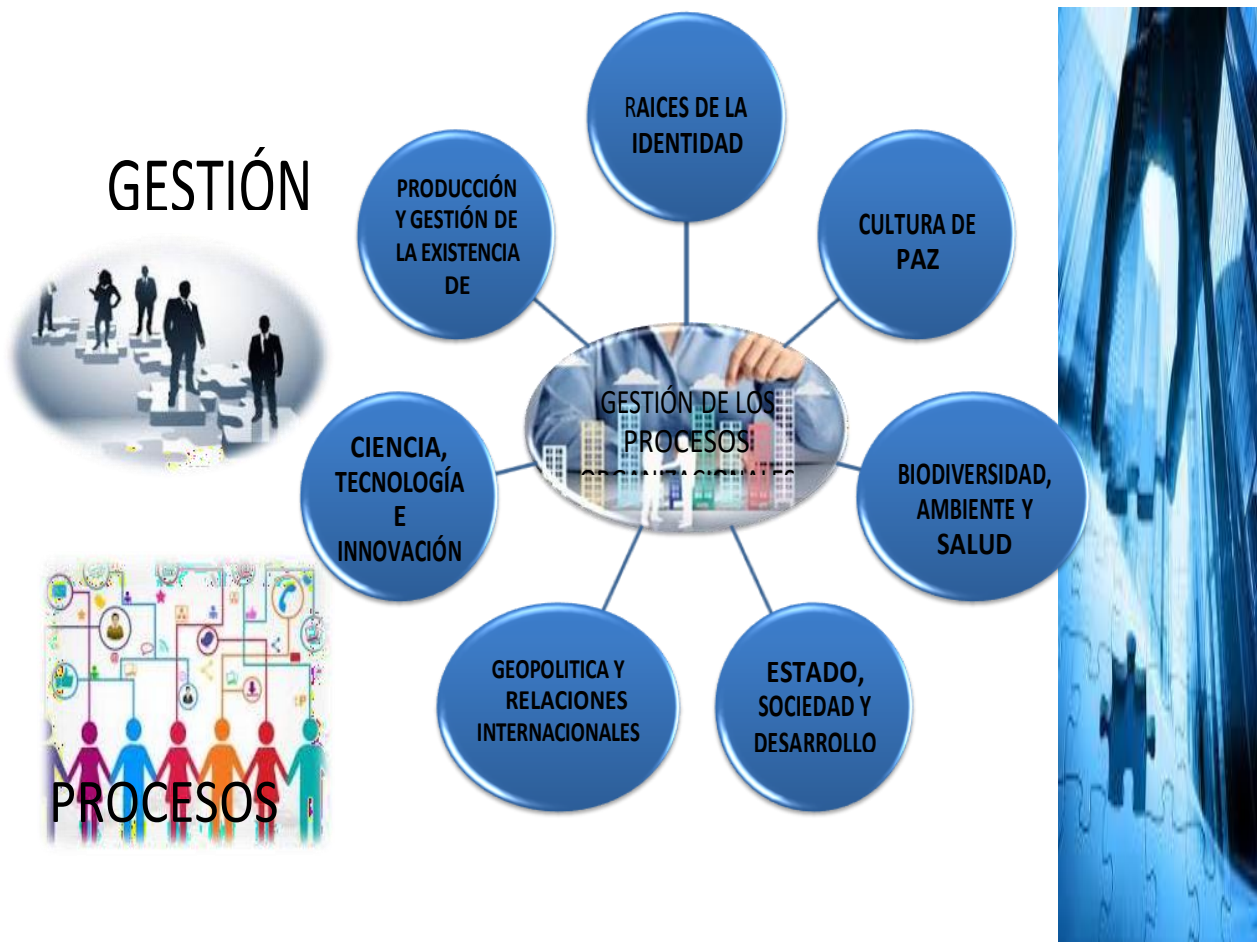 GESTIÓN
RAICES DE LA
IDENTIDAD
PRODUCCIÓN
Y GESTIÓN DE
LA EXISTENCIA
DE
CULTURA DE
PAZ
GESTIÓN DE LOS
PROCESOS
ORGANIZACIONALES
CIENCIA,
TECNOLOGÍA
E
INNOVACIÓN
BIODIVERSIDAD,
AMBIENTE Y
SALUD
GEOPOLITICA Y
RELACIONES
INTERNACIONALES
ESTADO,
SOCIEDAD Y
DESARROLLO
PROCESOS